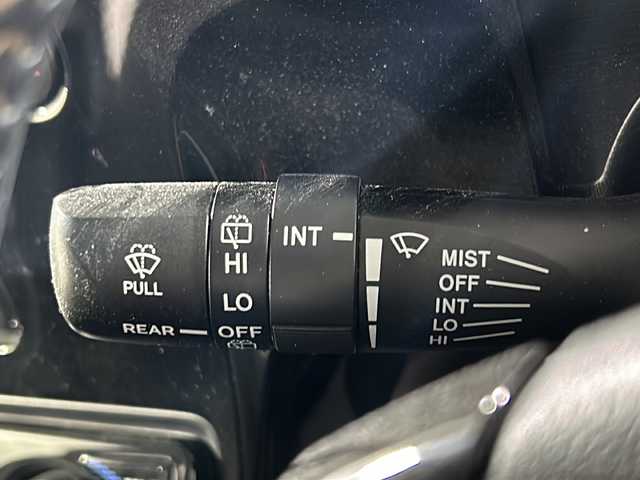 PULL
REAR
HI
LO
OFF
INT
MIST
OFF
INT
LO
HI